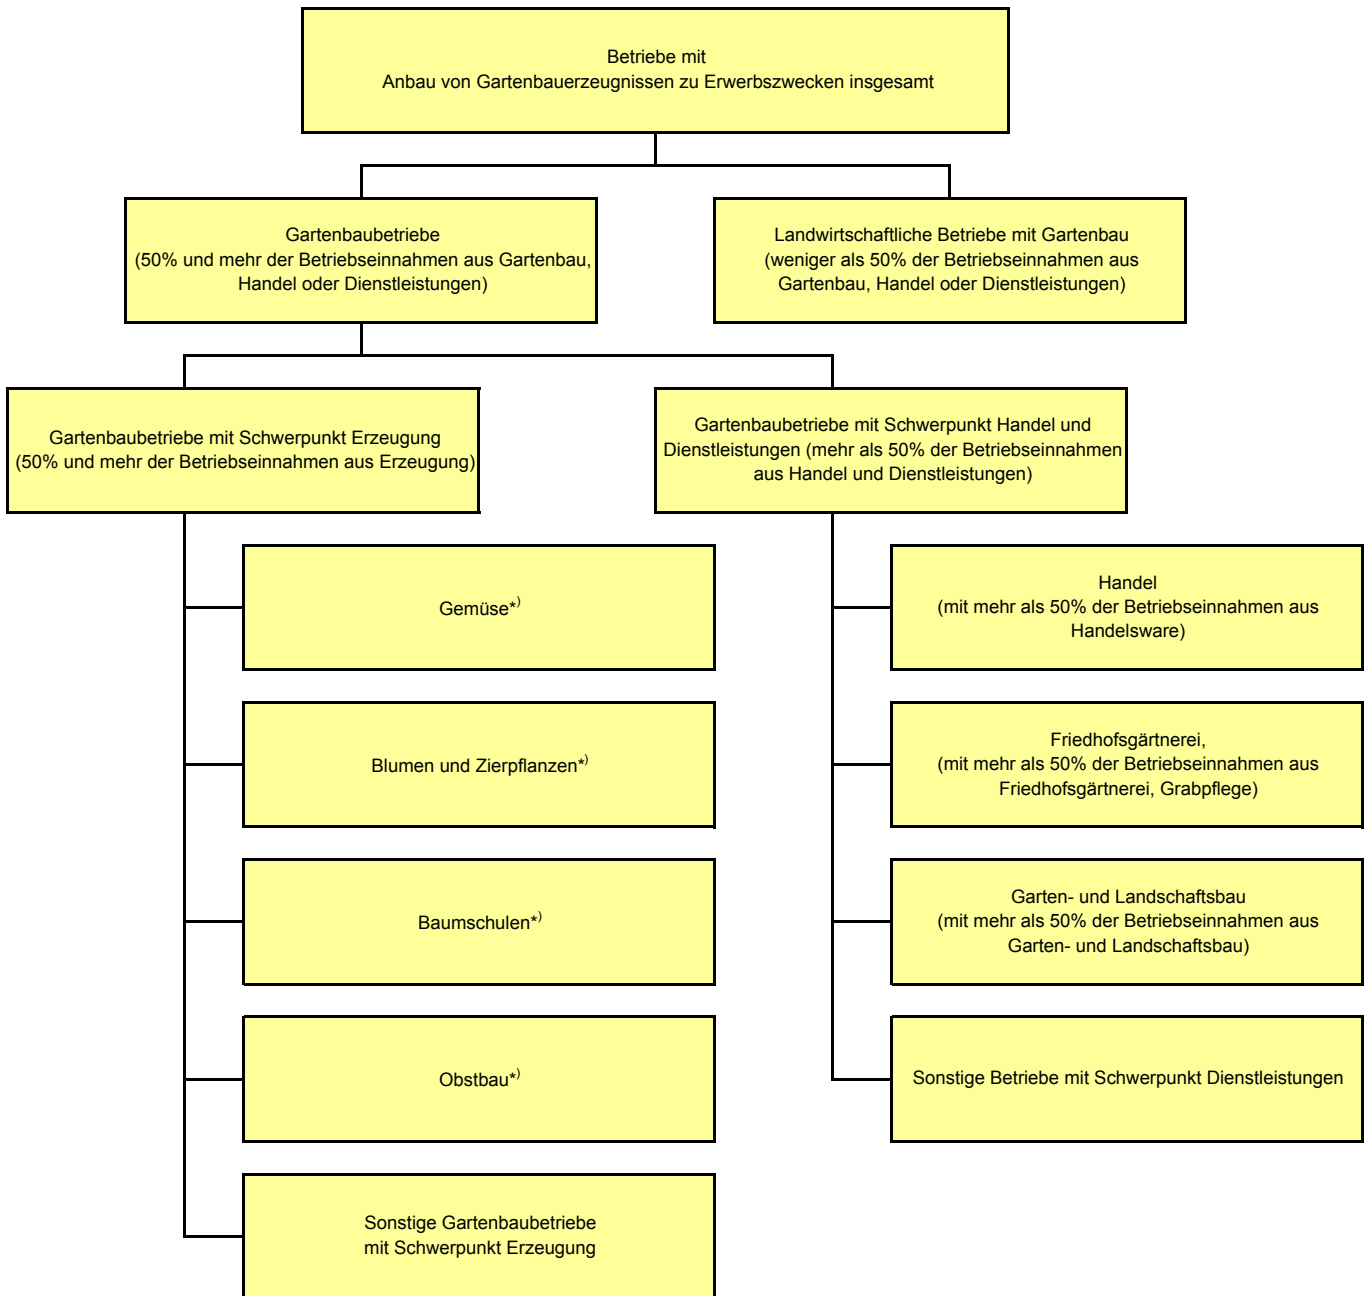 Betriebe mit
Anbau von Gartenbauerzeugnissen zu Erwerbszwecken insgesamt
Gartenbaubetriebe
(50% und mehr der Betriebseinnahmen aus Gartenbau,
Handel oder Dienstleistungen)
Landwirtschaftliche Betriebe mit Gartenbau
(weniger als 50% der Betriebseinnahmen aus
Gartenbau, Handel oder Dienstleistungen)
Gartenbaubetriebe mit Schwerpunkt Erzeugung
(50% und mehr der Betriebseinnahmen aus Erzeugung)
Gartenbaubetriebe mit Schwerpunkt Handel und
Dienstleistungen (mehr als 50% der Betriebseinnahmen
aus Handel und Dienstleistungen)
Gemüse*)
Blumen und Zierpflanzen*)
Baumschulen*)
Obstbau*)
Sonstige Gartenbaubetriebe
mit Schwerpunkt Erzeugung
Handel
(mit mehr als 50% der Betriebseinnahmen aus
Handelsware)
Friedhofsgärtnerei,
(mit mehr als 50% der Betriebseinnahmen aus
Friedhofsgärtnerei, Grabpflege)
Garten- und Landschaftsbau
(mit mehr als 50% der Betriebseinnahmen aus
Garten- und Landschaftsbau)
Sonstige Betriebe mit Schwerpunkt Dienstleistungen